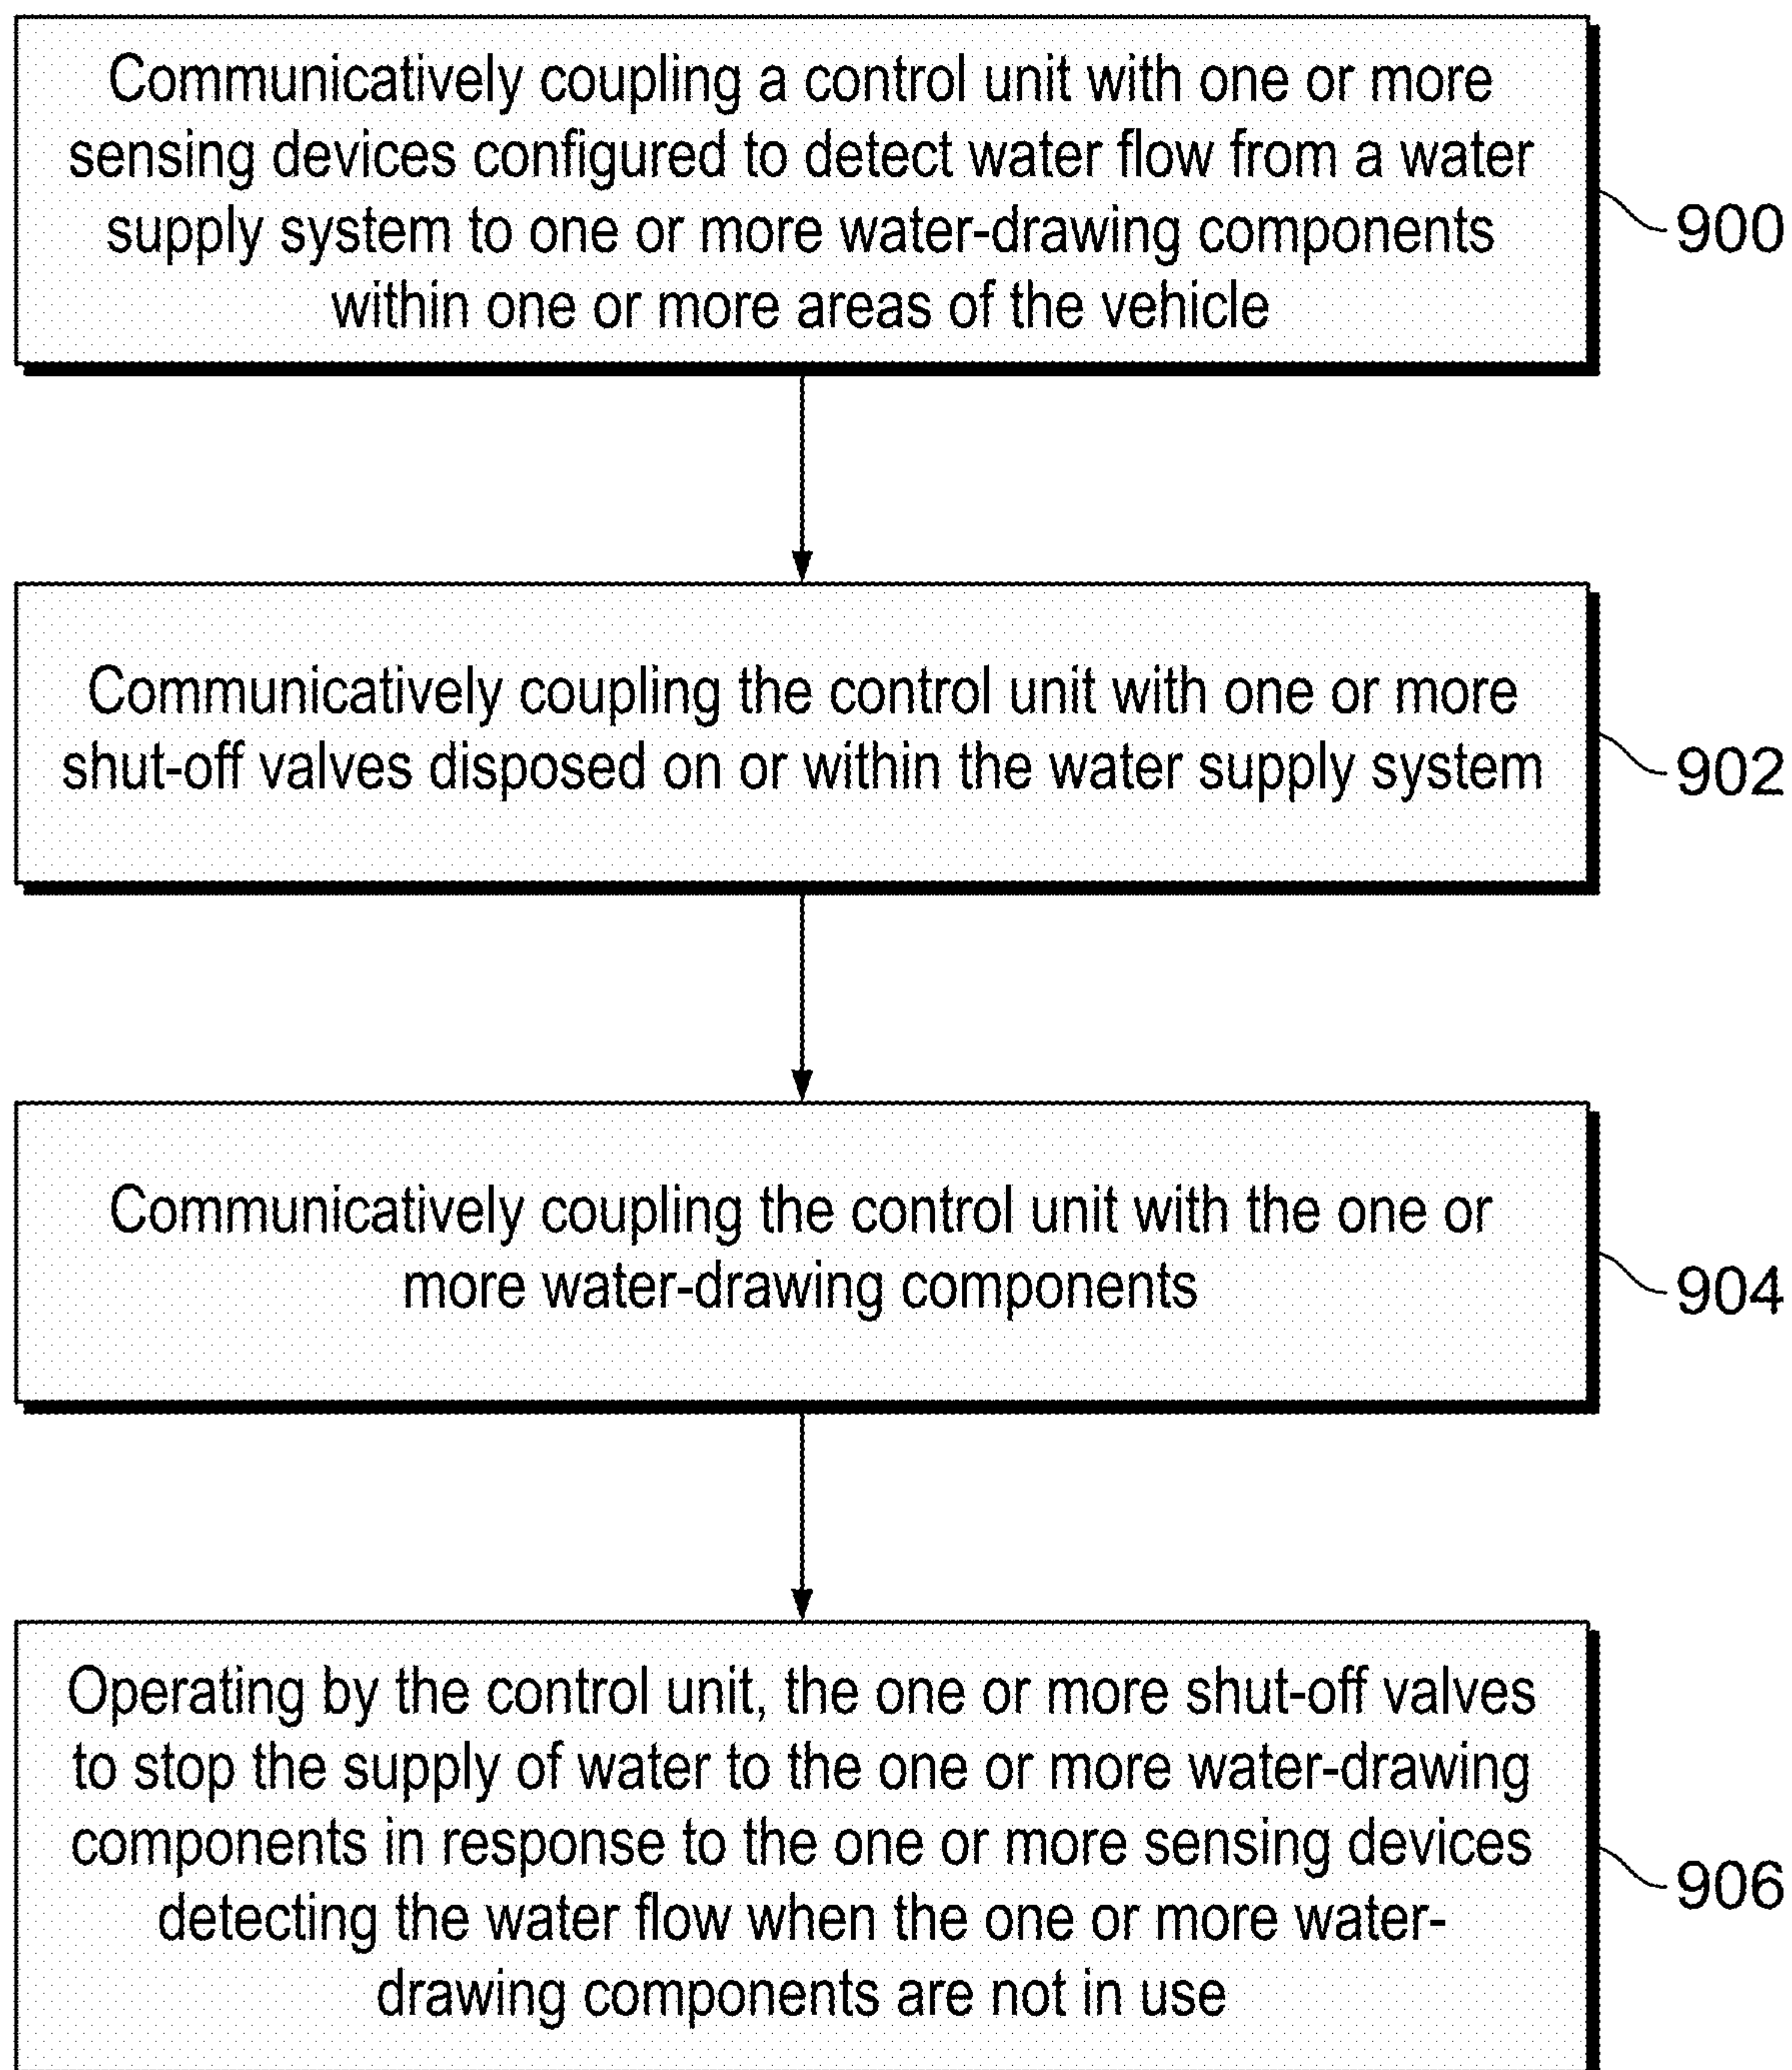 Communicatively coupling a control unit with one or more
sensing devices configured to detect water flow from a water
supply system to one or more water-drawing components
within one or more areas of the vehicle
900
Communicatively coupling the control unit with one or more
shut-off valves disposed on or within the water supply system
902
Communicatively coupling the control unit with the one or
more water-drawing components
904
Operating by the control unit, the one or more shut-off valves
to stop the supply of water to the one or more water-drawing
components in response to the one or more sensing devices
detecting the water flow when the one or more water-
drawing components are not in use
906